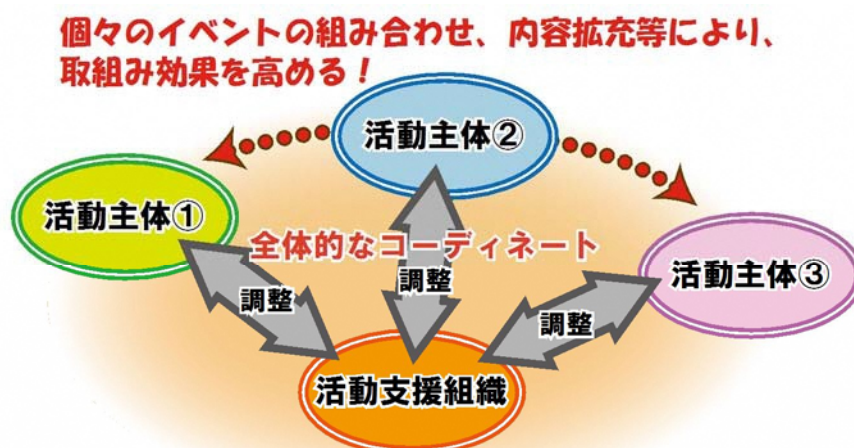 個々のイベントの組み合わせ、内容拡充等により、
取組み効果を高める！
活動主体②
活動主体①
全体的なコーディネート
活動主体③
調整
調整
調整
活動支援組織